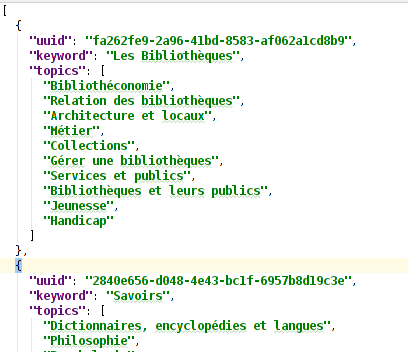 [
{
"uuid": "fa262fe9-2a96-41bd-8583-af062a1cd8b9",
"keyword": "Les Bibliothèques",
"topics": [
"Bibliothéconomie",
"Relation des bibliothèques",
"Architecture et locaux",
"Métier",
"Collections",
"Gérer une bibliothèque",
"Services et publics",
"Bibliothèques et leurs publics",
"Jeunesse",
"Handicap"
]
},
{
"uuid": "2840e656-d048-4e43-bc1f-6957b8d19c3e",
"keyword": "Savoirs",
"topics": [
"Dictionnaires, encyclopédies et langues",
"Philosophie",